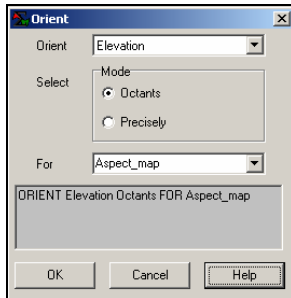 Orient
Orient Elevation
Mode
Select
Octants
Precisely
For Aspect_map
ORIENT Elevation Octants FOR Aspect_map
OK Cancel Help